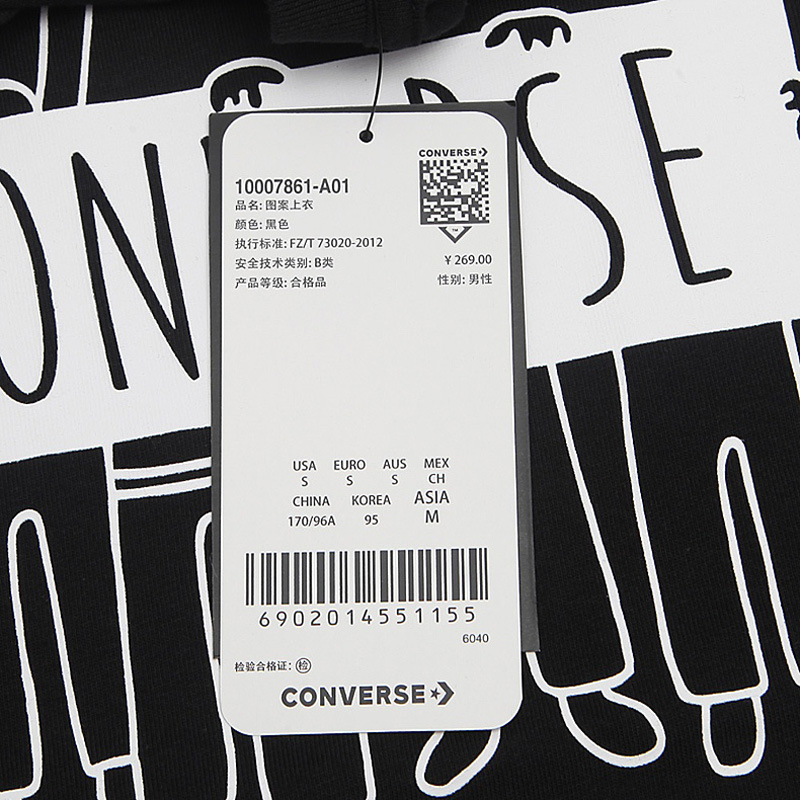 CONVERSE
CONVERSE
10007861-A01
品名: 图案上衣
颜色: 黑色
执行标准: FZ/T 73020-2012
安全技术类别: B类
¥ 269.00
产品等级: 合格品
性别: 男性
USA EURO AUS MEX
S S S CH
CHINA KOREA ASIA
170/96A 95 M
6902014551155
6040
检验合格证: 检
CONVERSE